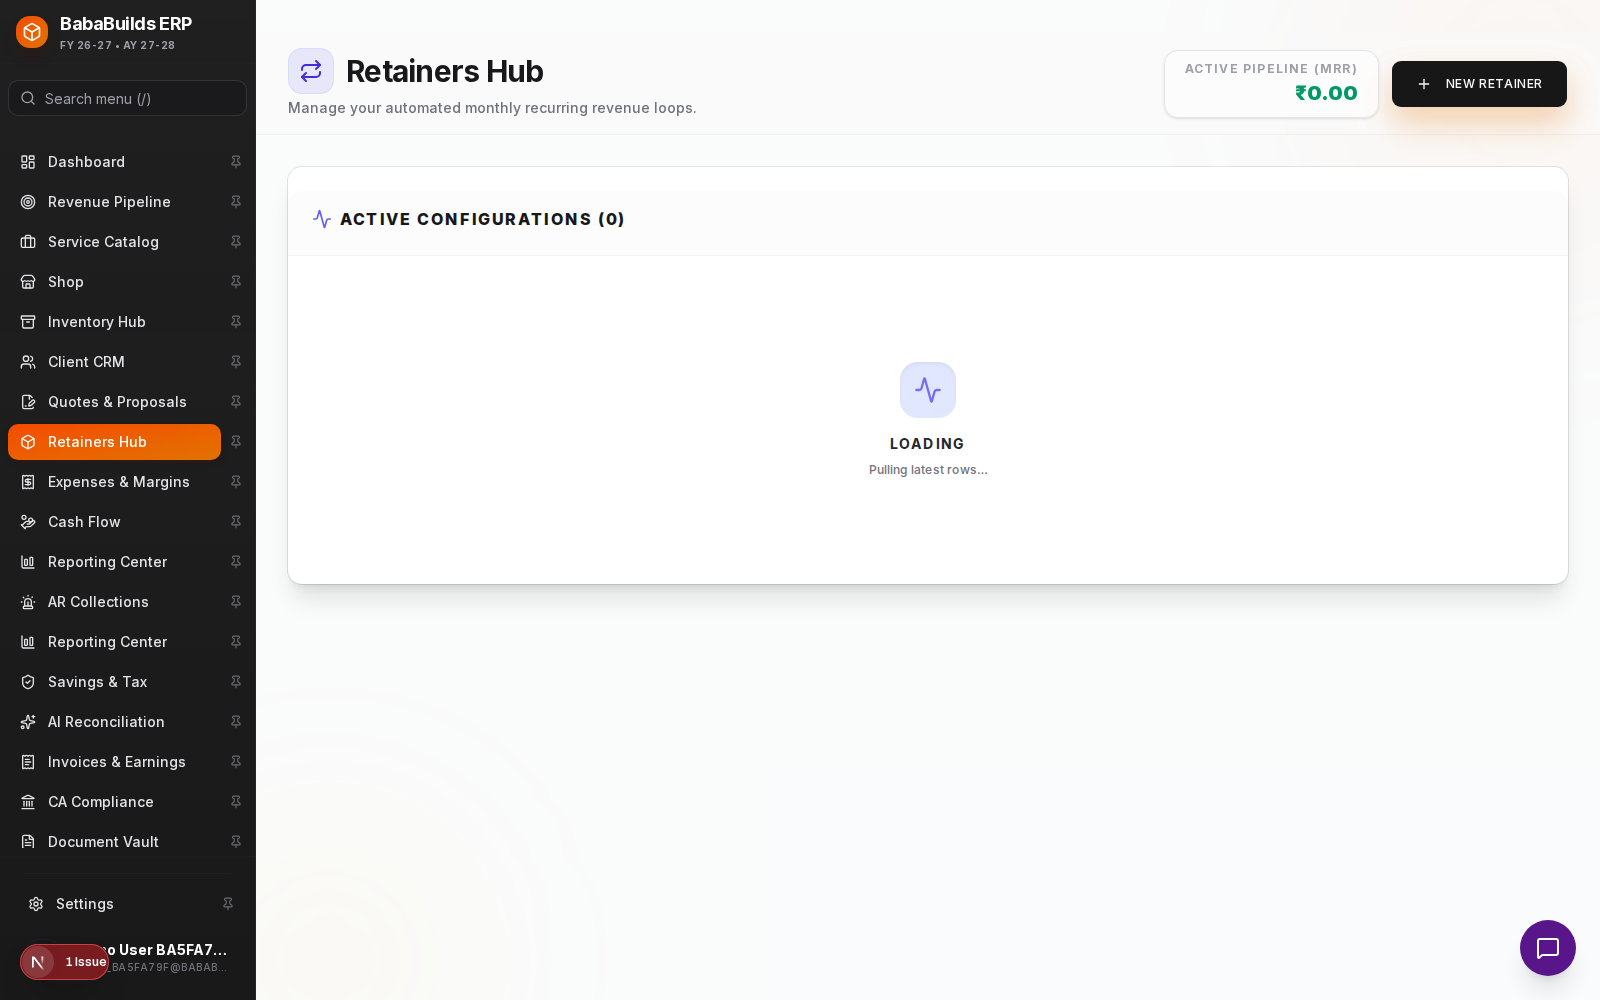 BabaBuilds ERP
FY 26-27 • AY 27-28
Search menu (/)
Dashboard
Revenue Pipeline
Service Catalog
Shop
Inventory Hub
Client CRM
Quotes & Proposals
Retainers Hub
Expenses & Margins
Cash Flow
Reporting Center
AR Collections
Reporting Center
Savings & Tax
AI Reconciliation
Invoices & Earnings
CA Compliance
Document Vault
Settings
User BA5FA7...
_BA5FA79F@BABAB...
N 1 Issue
Retainers Hub
Manage your automated monthly recurring revenue loops.
ACTIVE PIPELINE (MRR)
₹0.00
NEW RETAINER
ACTIVE CONFIGURATIONS (0)
LOADING
Pulling latest rows...